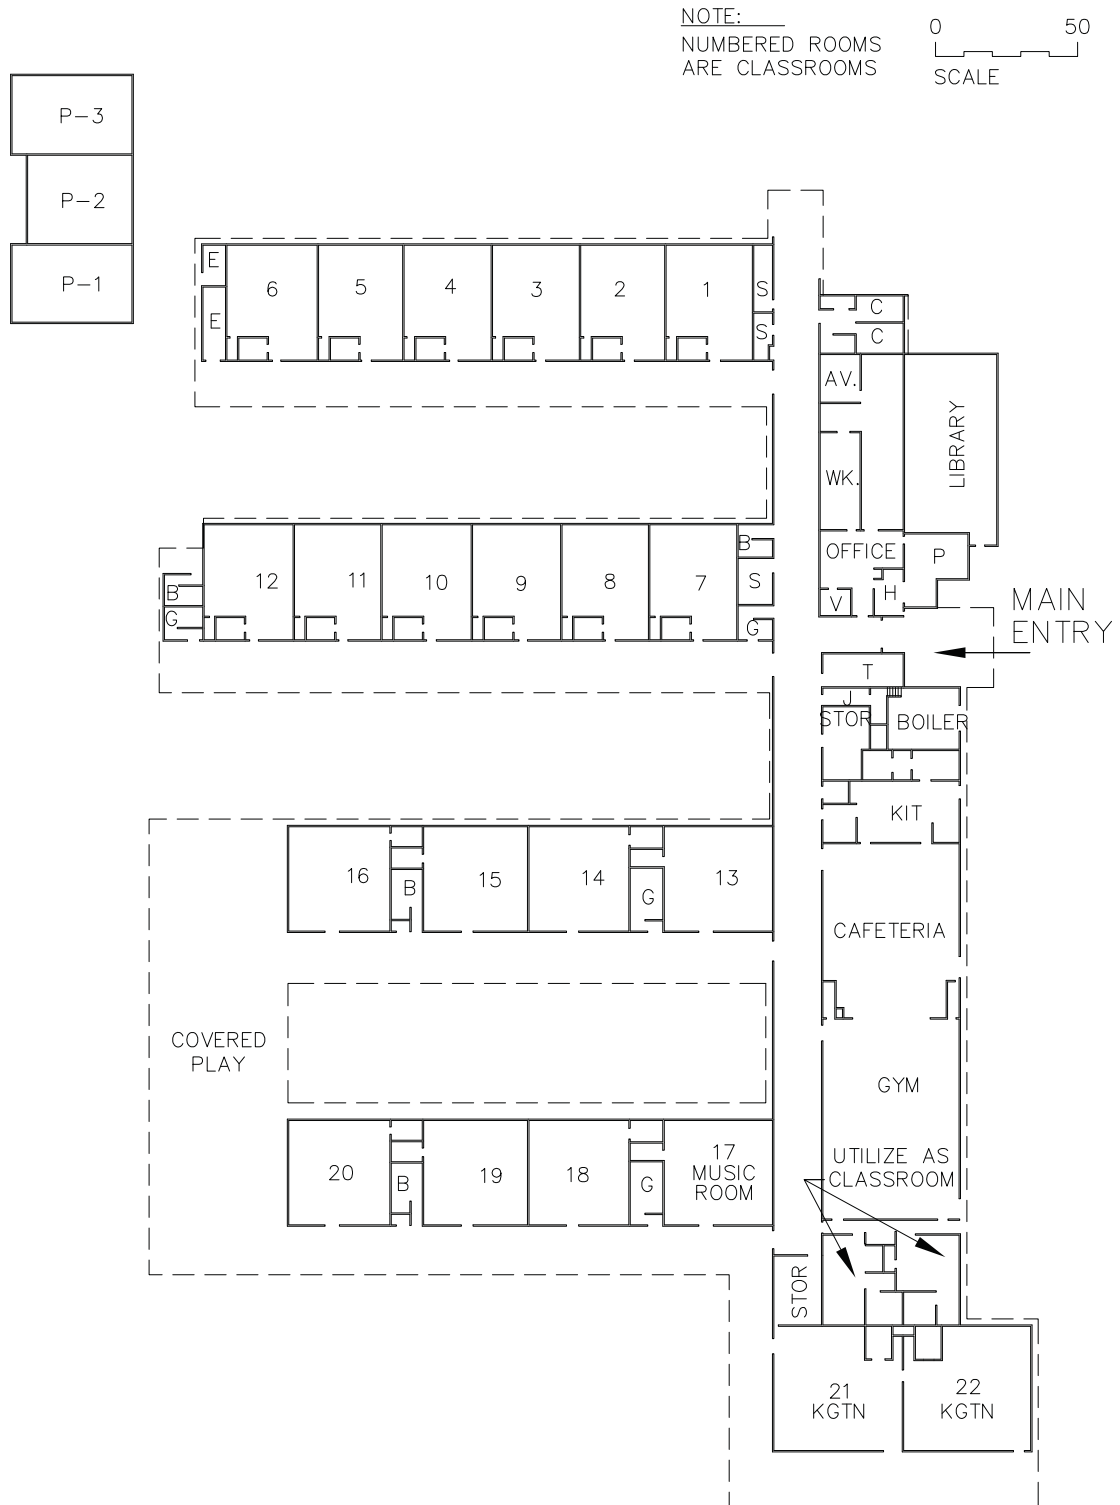 NOTE:
NUMBERED ROOMS
ARE CLASSROOMS
0 50
SCALE
P-3
P-2
P-1
E
E
6
5
4
3
2
1
S
S
C
C
AV.
WK.
LIBRARY
OFFICE
P
H
V
MAIN
ENTRY
T
B
G
12
11
10
9
8
7
B
S
G
J
STOR
BOILER
KIT
16
B
15
14
G
13
CAFETERIA
COVERED
PLAY
GYM
UTILIZE AS
CLASSROOM
20
B
19
18
G
17
MUSIC
ROOM
STOR
21
KGTN
22
KGTN